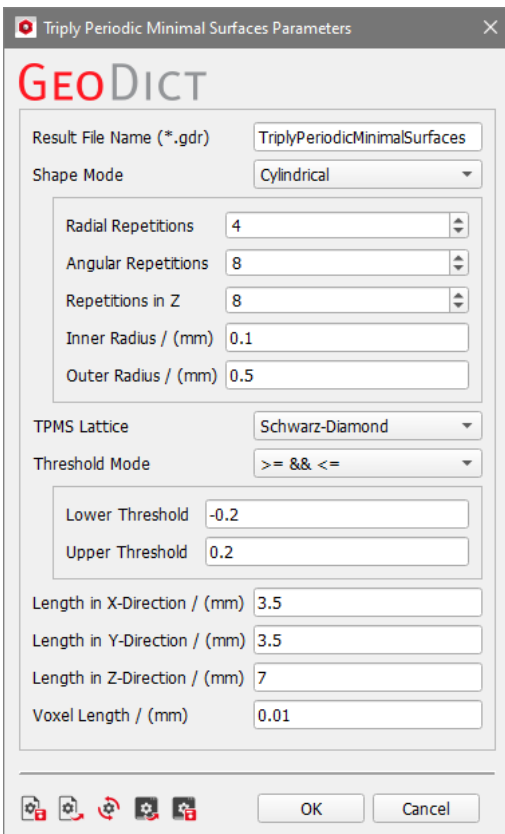 Triply Periodic Minimal Surfaces Parameters
GEODICT
Result File Name (*.gdr) TriplyPeriodicMinimalSurfaces
Shape Mode Cylindrical
Radial Repetitions 4
Angular Repetitions 8
Repetitions in Z 8
Inner Radius / (mm) 0.1
Outer Radius / (mm) 0.5
TPMS Lattice Schwarz-Diamond
Threshold Mode >= && <=
Lower Threshold -0.2
Upper Threshold 0.2
Length in X-Direction / (mm) 3.5
Length in Y-Direction / (mm) 3.5
Length in Z-Direction / (mm) 7
Voxel Length / (mm) 0.01
OK Cancel